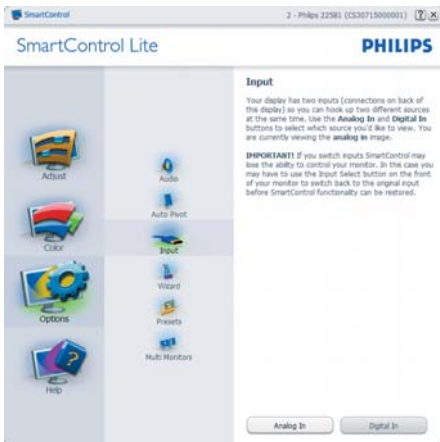 SmartControl
2 - Philips 225B1 (CS30715000001)
SmartControl Lite
PHILIPS
Adjust
Color
Options
Help
Audio
Auto Pivot
Input
Wizard
Presets
Multi Monitors
Input
Your display has two inputs (connections on back of
this display) so you can hook up two different sources
at the same time. Use the Analog In and Digital In
buttons to select which source you'd like to view. You
are currently viewing the analog in image.
IMPORTANT! If you switch inputs SmartControl may
lose the ability to control your monitor. In this case you
may have to use the Input Select button on the front
of your monitor to switch back to the original input
before SmartControl functionality can be restored.
Analog In
Digital In